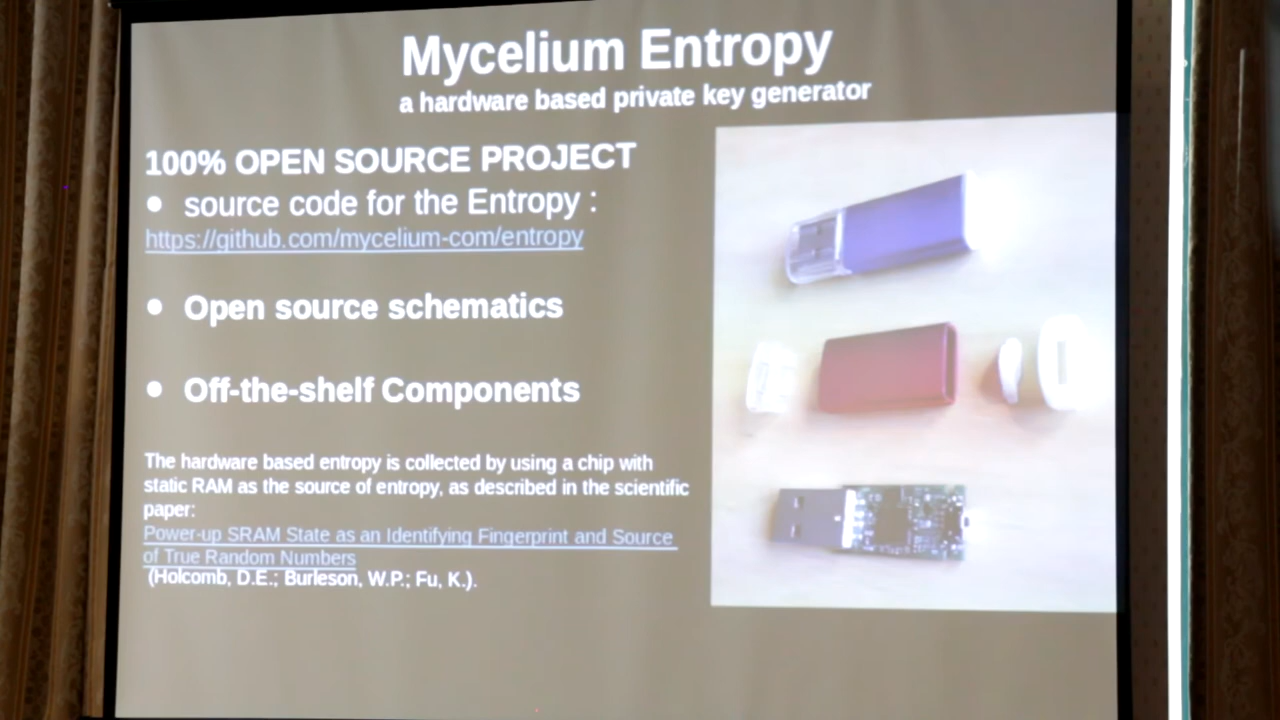 Mycelium Entropy
a hardware based private key generator
100% OPEN SOURCE PROJECT
• source code for the Entropy :
https://github.com/mycelium-com/entropy
• Open source schematics
• Off-the-shelf Components
The hardware based entropy is collected by using a chip with
static RAM as the source of entropy, as described in the scientific
paper:
Power-up SRAM State as an Identifying Fingerprint and Source
of True Random Numbers
(Holcomb, D.E.; Burleson, W.P.; Fu, K.).